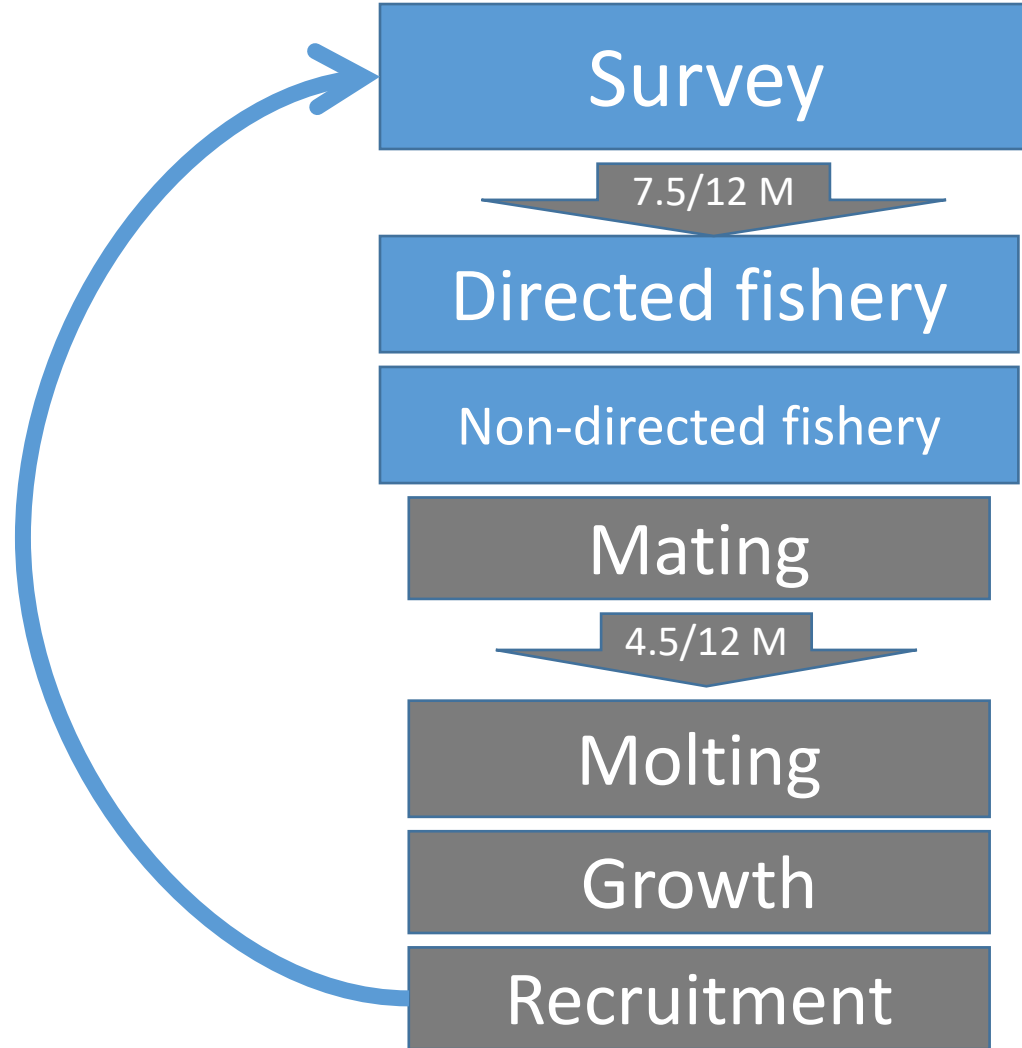 Survey
7.5/12 M
Directed fishery
Non-directed fishery
Mating
4.5/12 M
Molting
Growth
Recruitment